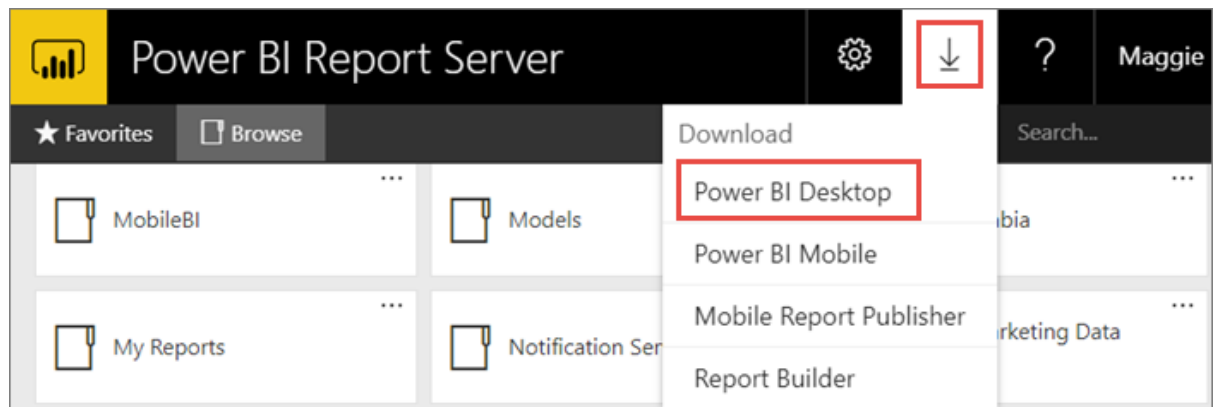 Power BI Report Server
?
Maggie
Favorites
Browse
Search...
Download
Power BI Desktop
Power BI Mobile
Mobile Report Publisher
Report Builder
MobileBI
...
Models
bia
...
My Reports
...
Notification Ser
rketing Data
...